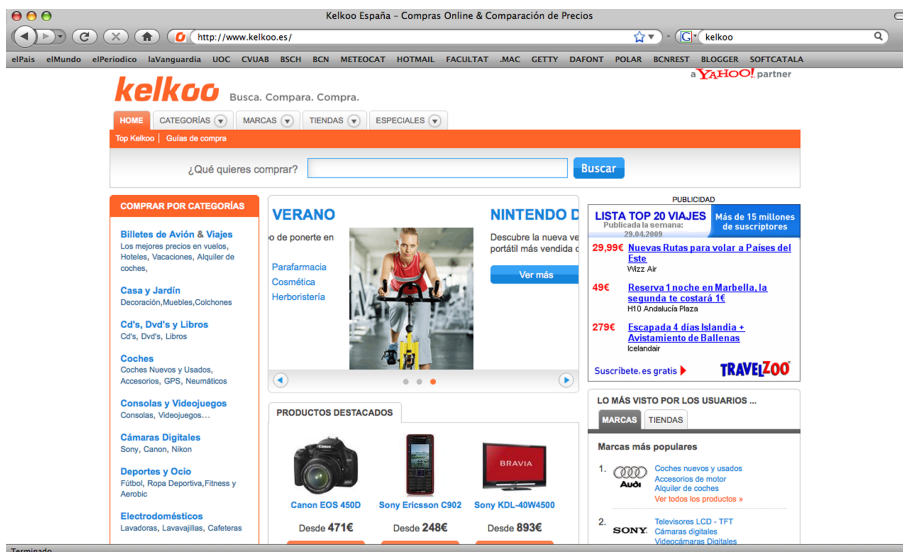 Kelkoo España – Compras Online & Comparación de Precios
http://www.kelkoo.es/
kelkoo
elPais elMundo elPeriodico laVanguardia UOC CVUAB BSCH BCN METEOCAT HOTMAIL FACULTAT .MAC GETTY DAFONT POLAR BCNREST BLOGGER SOFTCATALA
a YAHOO! partner
kelkoo Busca. Compara. Compra.
HOME CATEGORÍAS MARCAS TIENDAS ESPECIALES
Top Kelkoo | Guías de compra
¿Qué quieres comprar? Buscar
COMPRAR POR CATEGORÍAS
Billetes de Avión & Viajes
Los mejores precios en vuelos,
Hoteles, Vacaciones, Alquiler de
coches,
Casa y Jardín
Decoración,Muebles,Colchones
Cd's, Dvd's y Libros
Cd's, Dvd's, Libros
Coches
Coches Nuevos y Usados,
Accesorios, GPS, Neumáticos
Consolas y Videojuegos
Consolas, Videojuegos...
Cámaras Digitales
Sony, Canon, Nikon
Deportes y Ocio
Fútbol, Ropa Deportiva,Fitness y
Aerobic
Electrodomésticos
Lavadoras, Lavavajillas, Cafeteras
VERANO
o de ponerte en
Parafarmacia
Cosmética
Herboristería
NINTENDO D
Descubre la nueva ve
portátil más vendida d
Ver más
PRODUCTOS DESTACADOS
BRAVIA
Canon EOS 450D Sony Ericsson C902 Sony KDL-40W4500
Desde 471€ Desde 248€ Desde 893€
PUBLICIDAD
LISTA TOP 20 VIAJES
Publicada la semana:
29.04.2009
Más de 15 millones
de suscriptores
29,99€ Nuevas Rutas para volar a Países del
Este
Wizz Air
49€ Reserva 1 noche en Marbella, la
segunda te costará 1€
H10 Andalucía Plaza
279€ Escapada 4 días Islandia +
Avistamiento de Ballenas
Icelandair
Suscríbete.es gratis TRAVELZOO
LO MÁS VISTO POR LOS USUARIOS ...
MARCAS TIENDAS
Marcas más populares
1. Audi
Coches nuevos y usados
Accesorios de motor
Alquiler de coches
Ver todos los productos »
2. SONY
Televisores LCD - TFT
Cámaras digitales
Videocámaras Digitales
Terminado